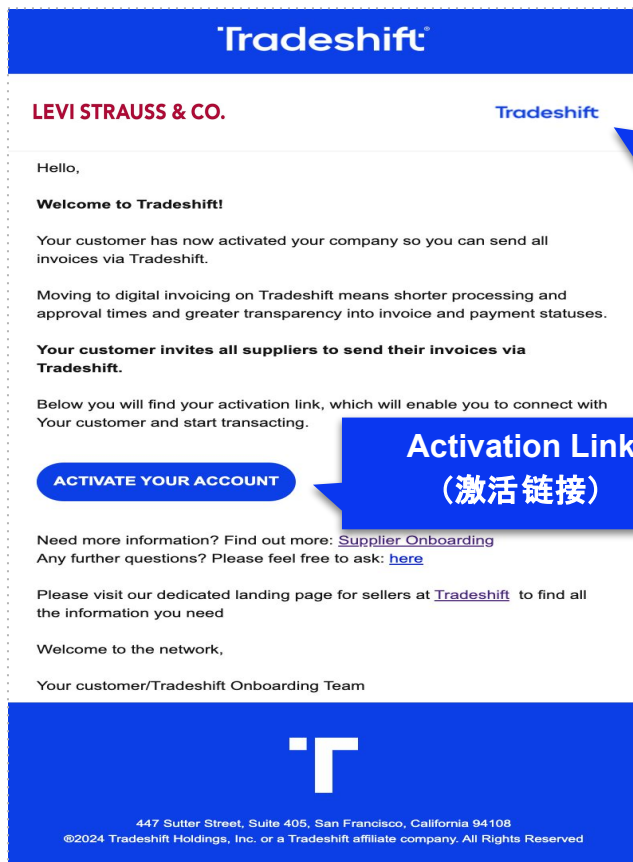 Tradeshift
LEVI STRAUSS & CO.
Tradeshift
Hello,
Welcome to Tradeshift!
Your customer has now activated your company so you can send all
invoices via Tradeshift.
Moving to digital invoicing on Tradeshift means shorter processing and
approval times and greater transparency into invoice and payment statuses.
Your customer invites all suppliers to send their invoices via
Tradeshift.
Below you will find your activation link, which will enable you to connect with
Your customer and start transacting.
Activation Link
（激活链接）
ACTIVATE YOUR ACCOUNT
Need more information? Find out more: Supplier Onboarding
Any further questions? Please feel free to ask: here
Please visit our dedicated landing page for sellers at Tradeshift to find all
the information you need
Welcome to the network,
Your customer/Tradeshift Onboarding Team
447 Sutter Street, Suite 405, San Francisco, California 94108
®2024 Tradeshift Holdings, Inc. or a Tradeshift affiliate company. All Rights Reserved